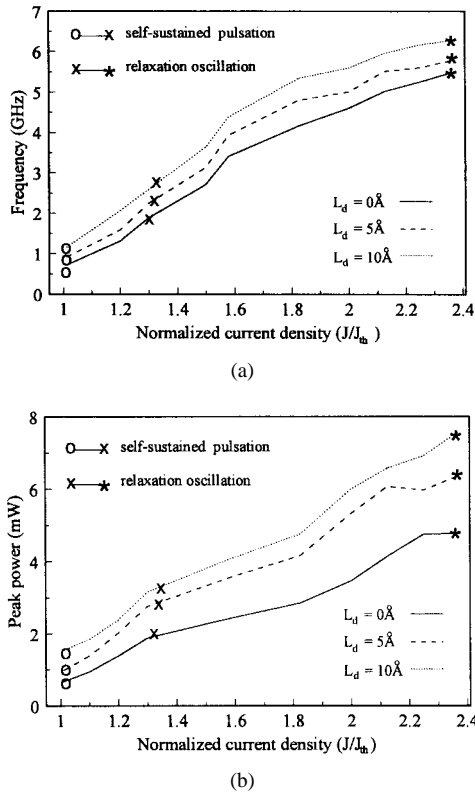 (a)
7
6
5
4
3
2
1
0
Frequency (GHz)
O—X self-sustained pulsation
X—* relaxation oscillation
L_d = 0Å
L_d = 5Å
L_d = 10Å
1 1.2 1.4 1.6 1.8 2 2.2 2.4
Normalized current density (J/J_th)
(a)
8
6
4
2
0
Peak power (mW)
O—X self-sustained pulsation
X—* relaxation oscillation
L_d = 0Å
L_d = 5Å
L_d = 10Å
1 1.2 1.4 1.6 1.8 2 2.2 2.4
Normalized current density (J/J_th)
(b)